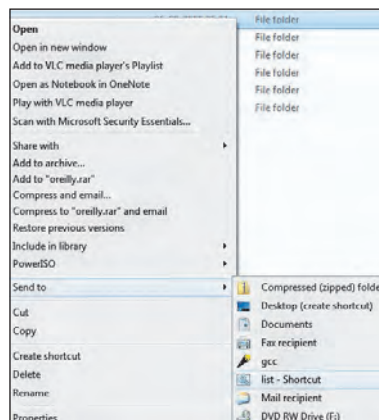 File folder
File folder
File folder
File folder
File folder
File folder
Open
Open in new window
Add to VLC media player's Playlist
Open as Notebook in OneNote
Play with VLC media player
Scan with Microsoft Security Essentials...
Share with
Add to archive...
Add to "oreilly.rar"
Compress and email...
Compress to "oreilly.rar" and email
Restore previous versions
Include in library
PowerISO
Send to
Cut
Copy
Create shortcut
Delete
Rename
Properties
Compressed (zipped) folde
Desktop (create shortcut)
Documents
Fax recipient
gcc
list - Shortcut
Mail recipient
DVD RW Drive (F:)